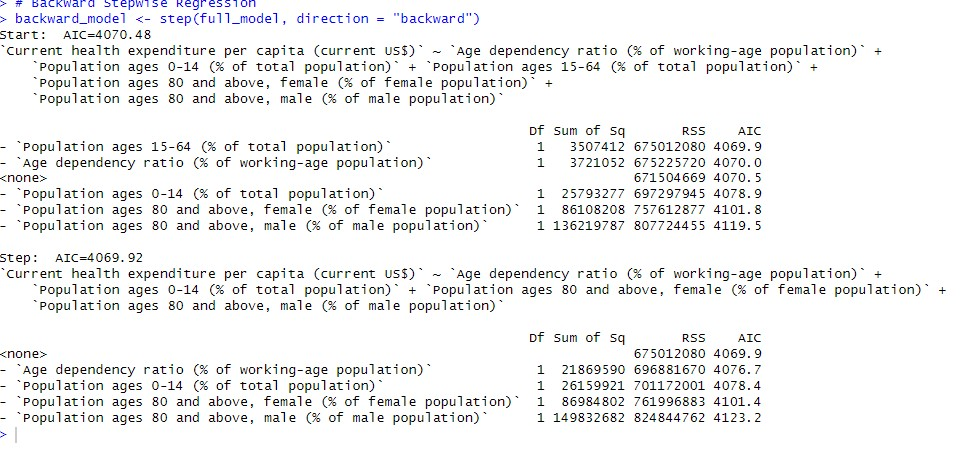 > # Backward Stepwise Regression
> backward_model <- step(full_model, direction = "backward")
Start:  AIC=4070.48
`Current health expenditure per capita (current US$)` ~ `Age dependency ratio (% of working-age population)` +
    `Population ages 0-14 (% of total population)` + `Population ages 15-64 (% of total population)` +
    `Population ages 80 and above, female (% of female population)` +
    `Population ages 80 and above, male (% of male population)`

                                                                  Df Sum of Sq       RSS    AIC
- `Population ages 15-64 (% of total population)`                  1   3507412 675012080 4069.9
- `Age dependency ratio (% of working-age population)`             1   3721052 675225720 4070.0
<none>                                                                         671504669 4070.5
- `Population ages 0-14 (% of total population)`                   1  25793277 697297945 4078.9
- `Population ages 80 and above, female (% of female population)`  1  86108208 757612877 4101.8
- `Population ages 80 and above, male (% of male population)`      1 136219787 807724455 4119.5

Step:  AIC=4069.92
`Current health expenditure per capita (current US$)` ~ `Age dependency ratio (% of working-age population)` +
    `Population ages 0-14 (% of total population)` + `Population ages 80 and above, female (% of female population)` +
    `Population ages 80 and above, male (% of male population)`

                                                                  Df Sum of Sq       RSS    AIC
<none>                                                                         675012080 4069.9
- `Age dependency ratio (% of working-age population)`             1  21869590 696881670 4076.7
- `Population ages 0-14 (% of total population)`                   1  26159921 701172001 4078.4
- `Population ages 80 and above, female (% of female population)`  1  86984802 761996883 4101.4
- `Population ages 80 and above, male (% of male population)`      1 149832682 824844762 4123.2
>